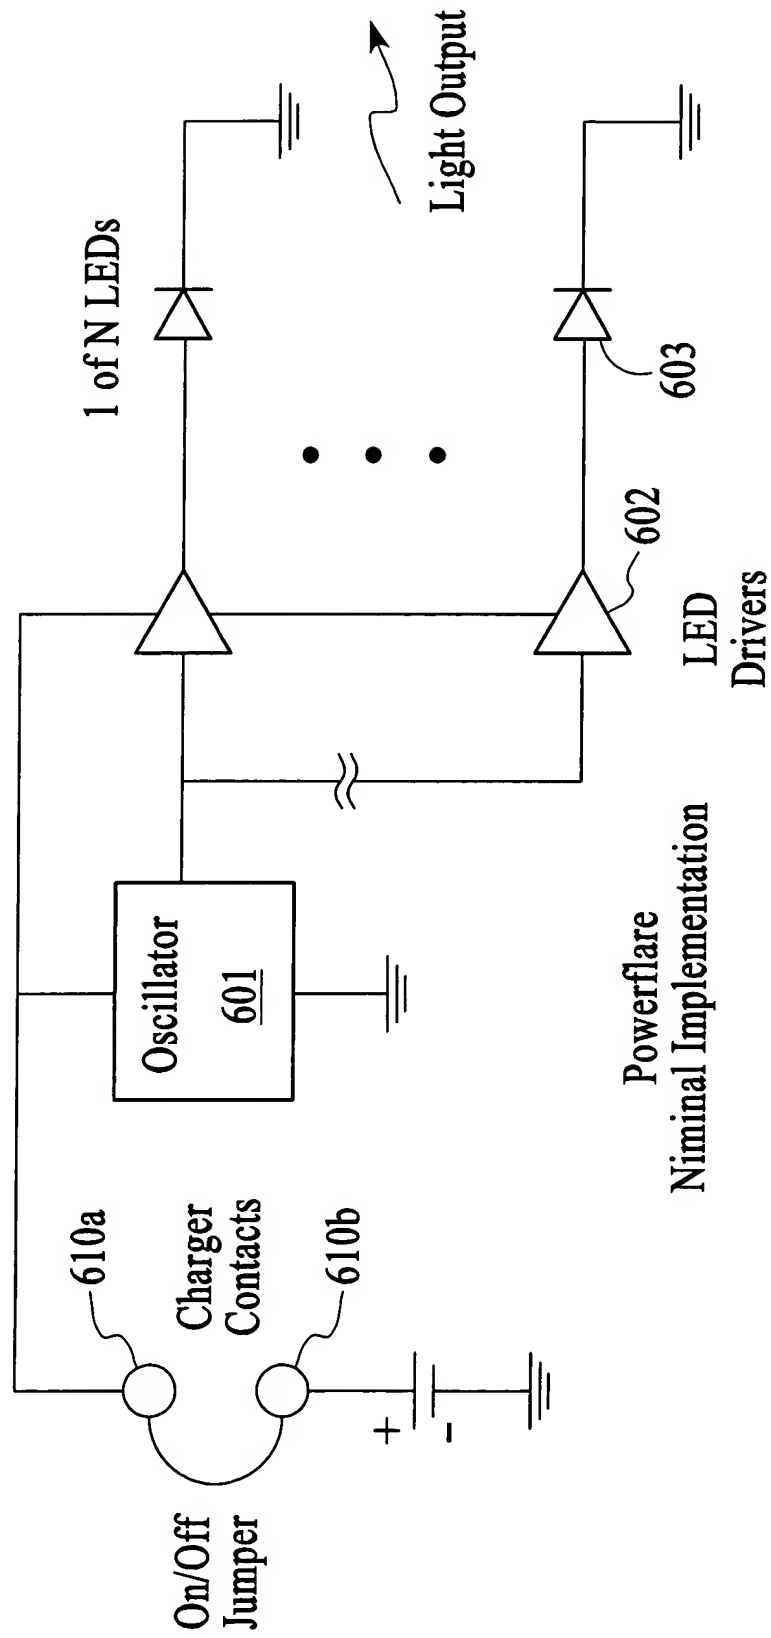 On/Off
Jumper
610a
Charger
Contacts
610b
+
-
Oscillator
601
Powerflare
Niminal Implementation
LED
Drivers
602
1 of N LEDs
603
Light Output